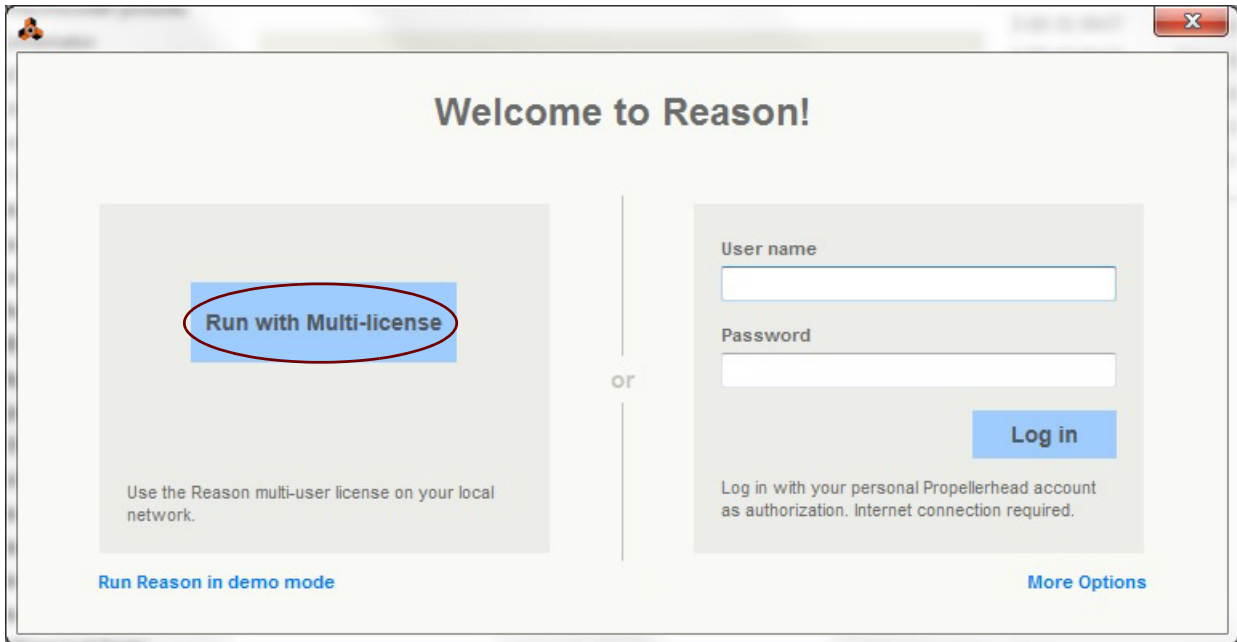 Welcome to Reason!
Run with Multi-license
Use the Reason multi-user license on your local
network.
or
User name
Password
Log in
Log in with your personal Propellerhead account
as authorization. Internet connection required.
Run Reason in demo mode
More Options